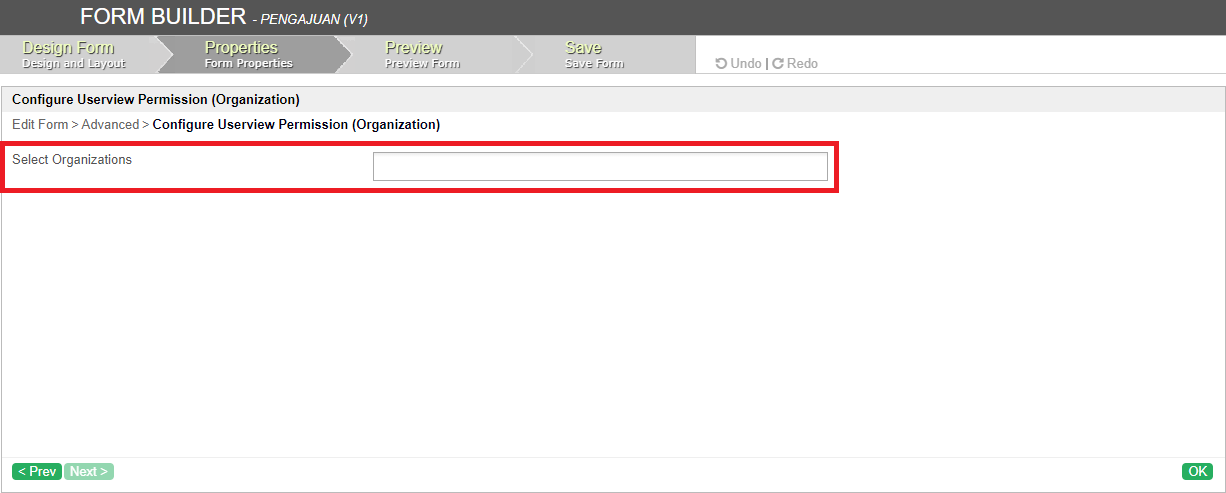 FORM BUILDER - PENGAJUAN (V1)
Design Form
Design and Layout
Properties
Form Properties
Preview
Preview Form
Save
Save Form
Undo | Redo
Configure Userview Permission (Organization)
Edit Form > Advanced > Configure Userview Permission (Organization)
Select Organizations
< Prev Next > OK